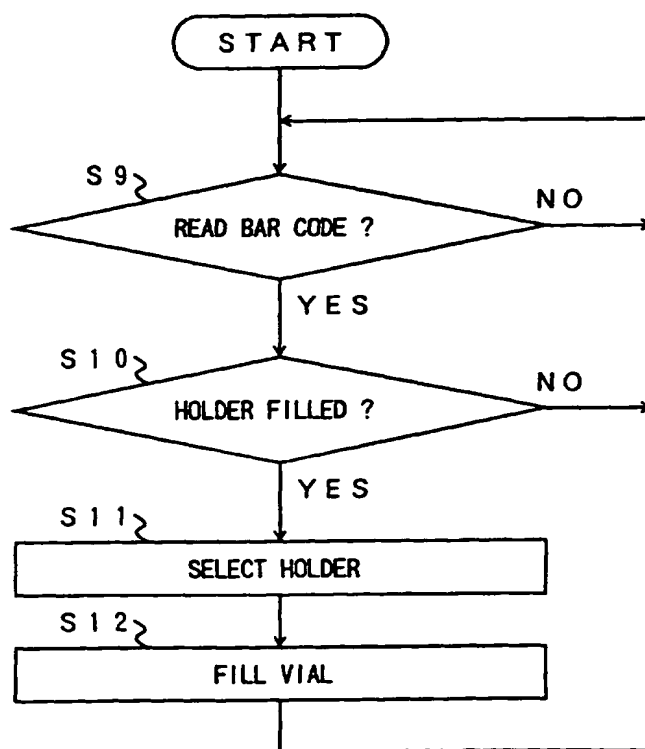 START
S9
READ BAR CODE ?
NO
YES
S10
HOLDER FILLED ?
NO
YES
S11
SELECT HOLDER
S12
FILL VIAL